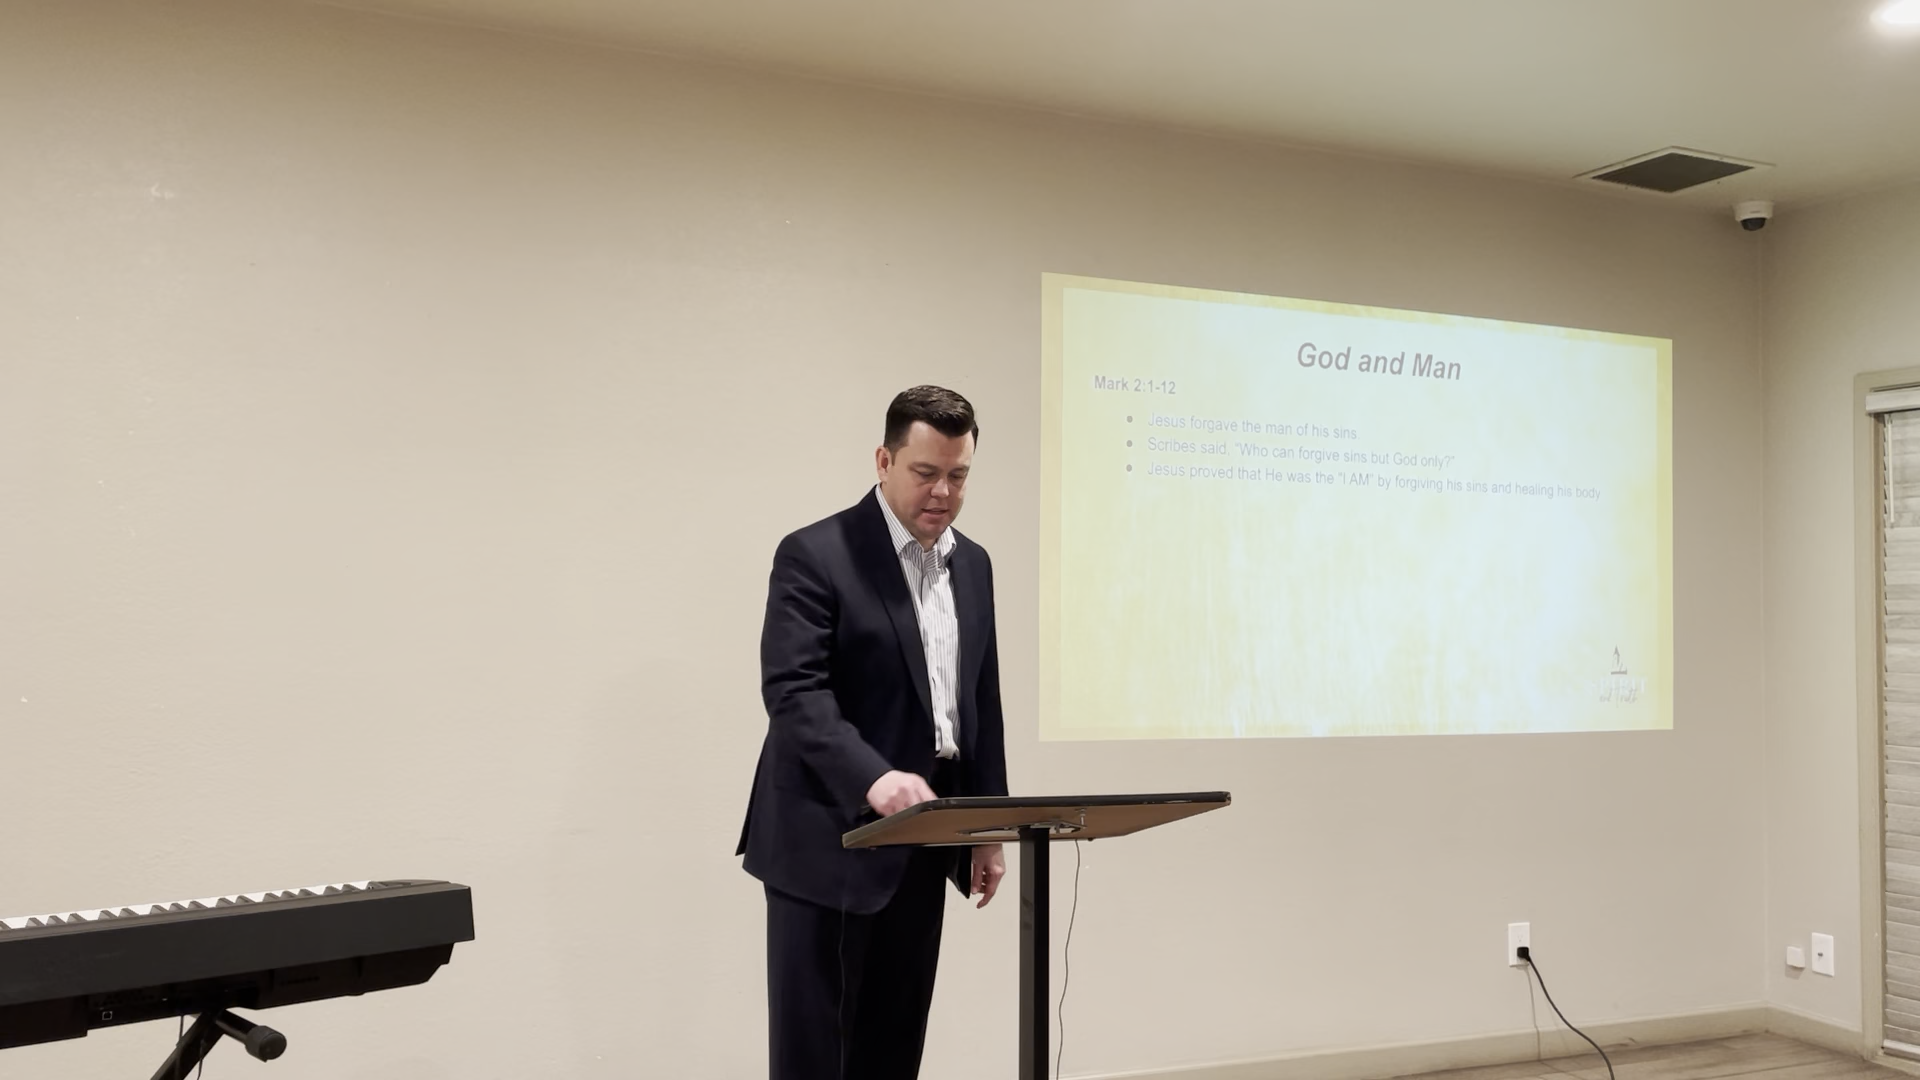 God and Man
Mark 2:1-12
Jesus forgave the man of his sins
Scribes said, "Who can forgive sins but God only?"
Jesus proved that He was the "I AM" by forgiving his sins and healing his body
and Truth